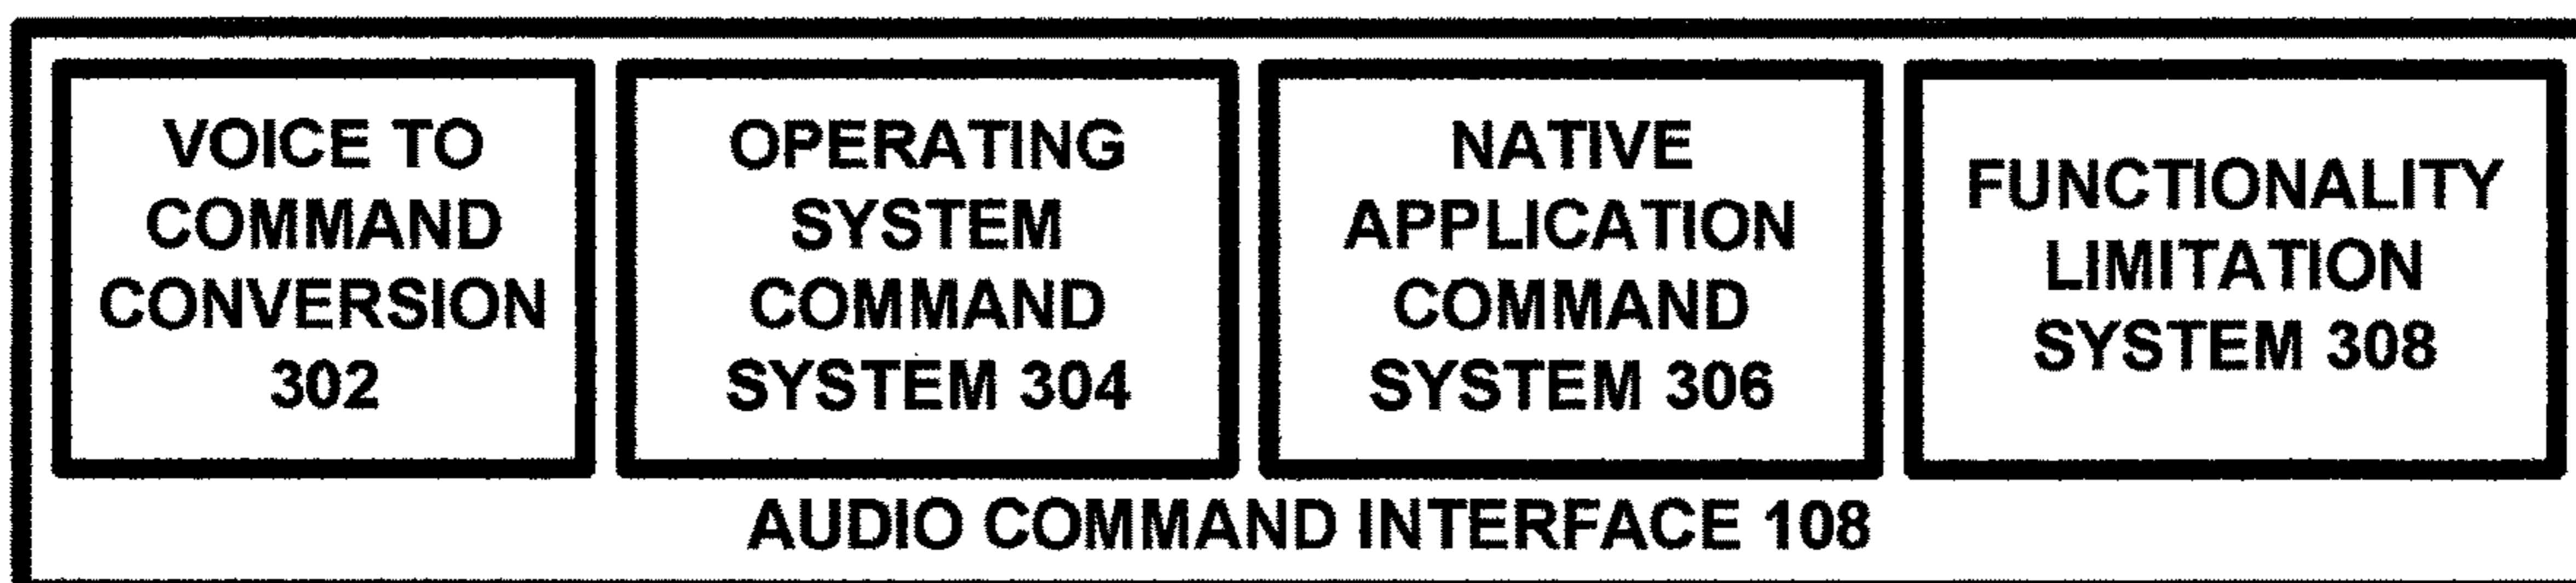 VOICE TO
COMMAND
CONVERSION
302
OPERATING
SYSTEM
COMMAND
SYSTEM 304
NATIVE
APPLICATION
COMMAND
SYSTEM 306
FUNCTIONALITY
LIMITATION
SYSTEM 308
AUDIO COMMAND INTERFACE 108